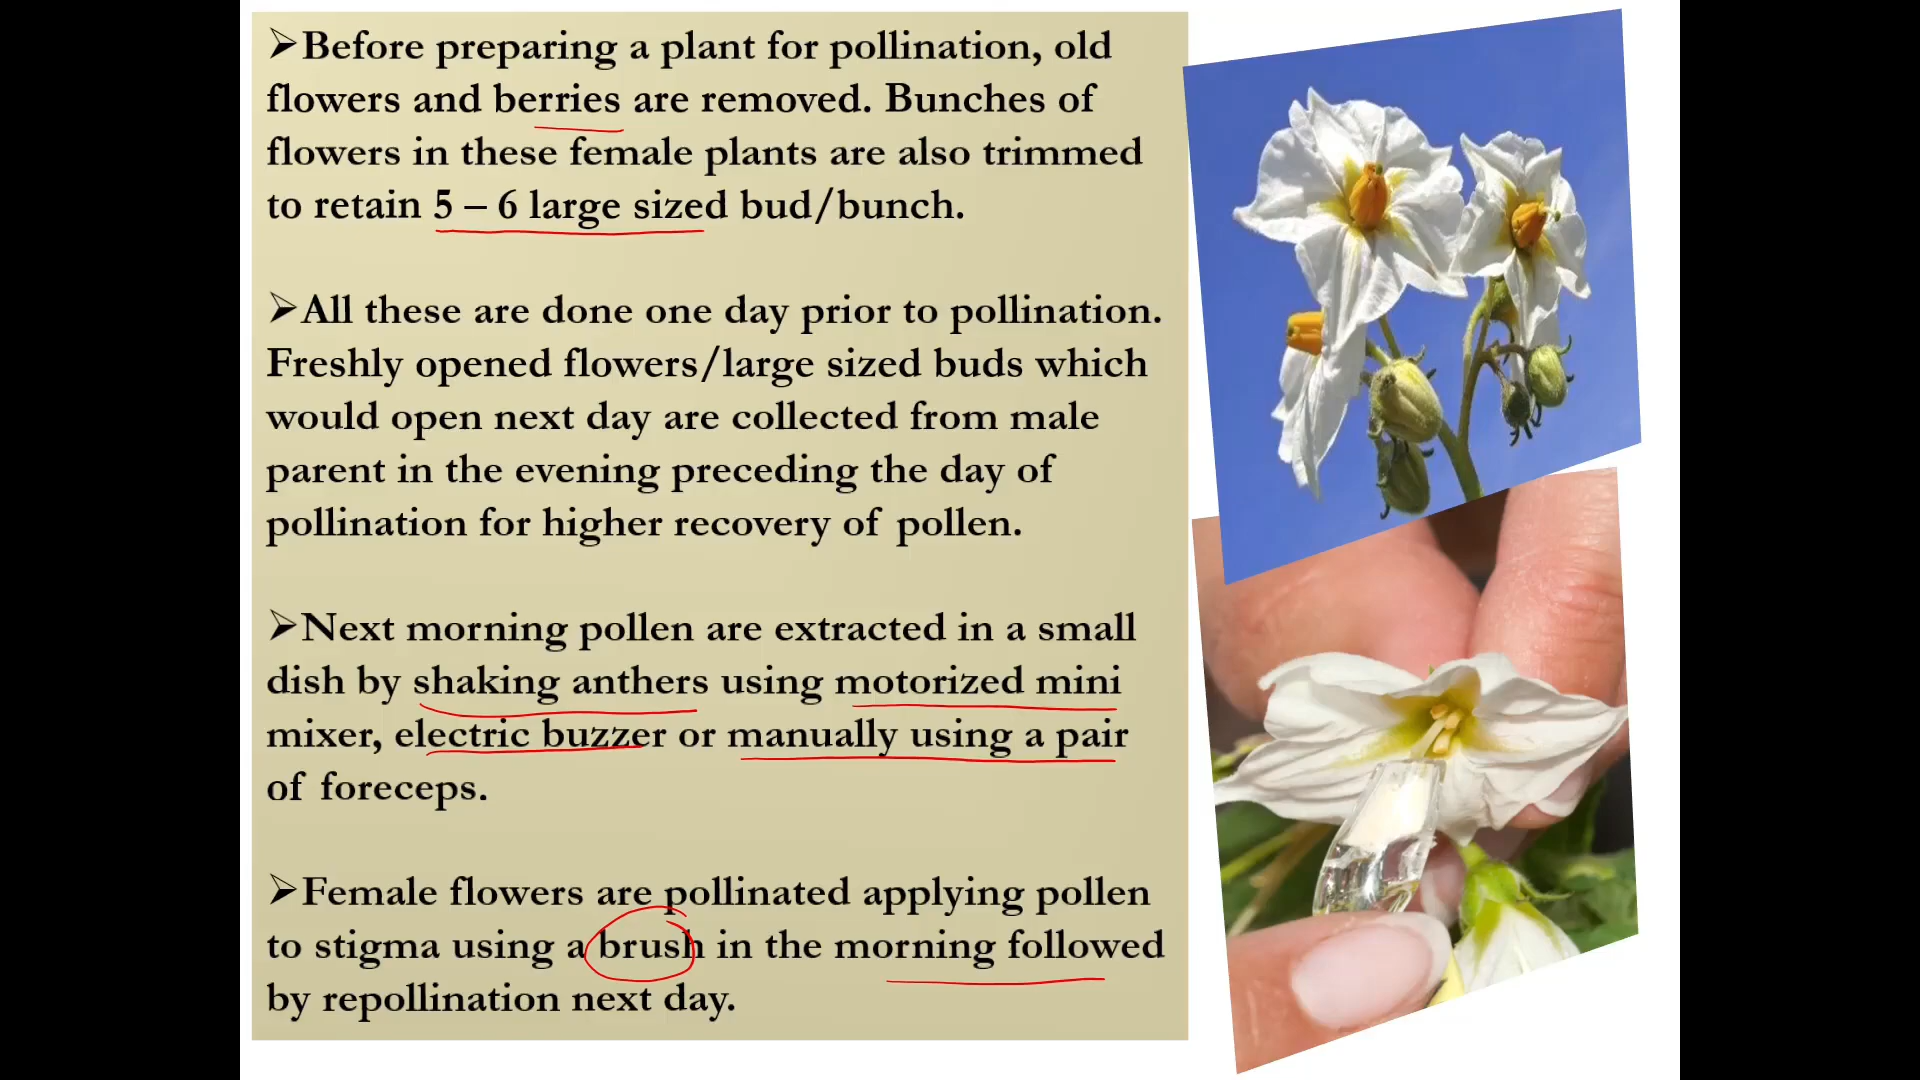 ➢Before preparing a plant for pollination, old
flowers and berries are removed. Bunches of
flowers in these female plants are also trimmed
to retain 5 – 6 large sized bud/bunch.
➢All these are done one day prior to pollination.
Freshly opened flowers/large sized buds which
would open next day are collected from male
parent in the evening preceding the day of
pollination for higher recovery of pollen.
➢Next morning pollen are extracted in a small
dish by shaking anthers using motorized mini
mixer, electric buzzer or manually using a pair
of foreceps.
➢Female flowers are pollinated applying pollen
to stigma using a brush in the morning followed
by repollination next day.